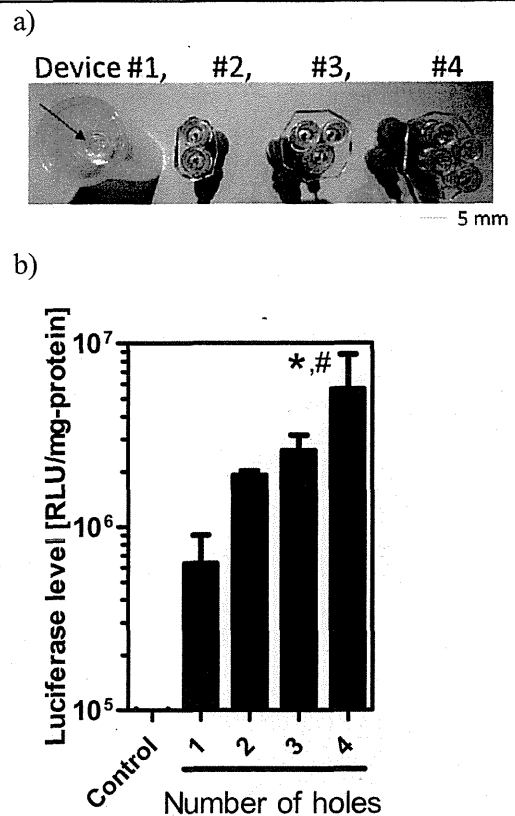 a)
Device #1, #2, #3, #4
5 mm
b)
Luciferase level [RLU/mg-protein]
10⁷
10⁶
10⁵
*,#
Control 1 2 3 4
Number of holes